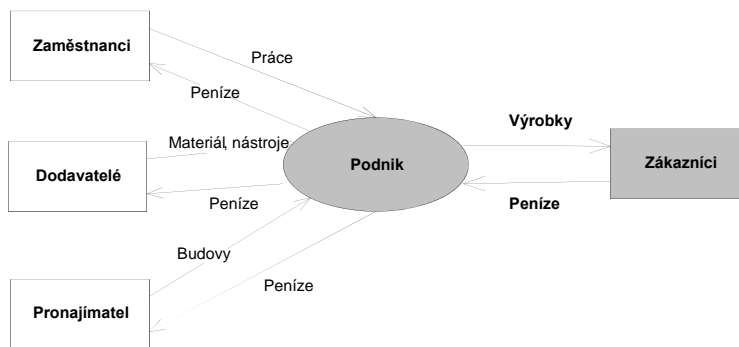 Zaměstnanci
Práce
Peníze
Výrobky
Materiál, nástroje
Podnik
Zákazníci
Dodavatelé
Peníze
Peníze
Budovy
Peníze
Pronajímatel